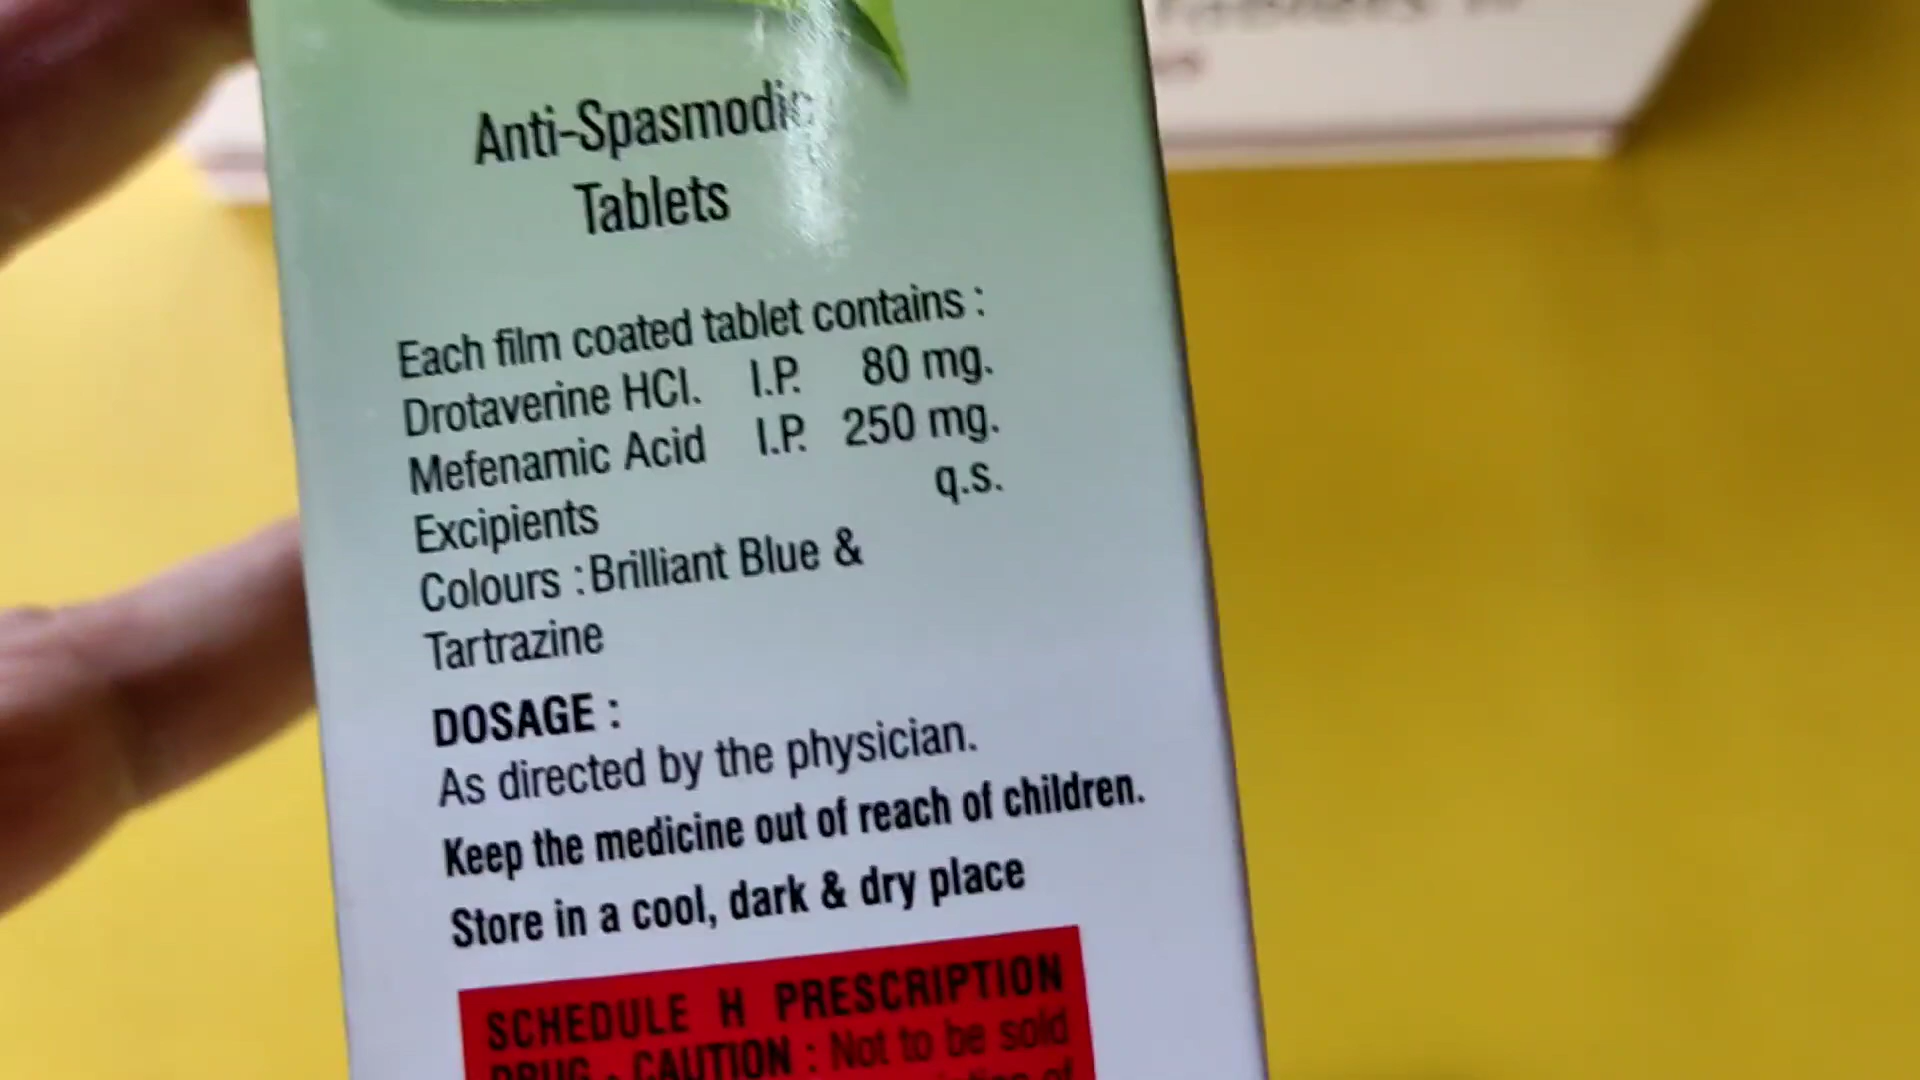 Anti-Spasmodic
Tablets
Each film coated tablet contains :
Drotaverine HCl. I.P. 80 mg.
Mefenamic Acid I.P. 250 mg.
Excipients q.s.
Colours : Brilliant Blue &
Tartrazine
DOSAGE :
As directed by the physician.
Keep the medicine out of reach of children.
Store in a cool, dark & dry place
SCHEDULE H PRESCRIPTION
DRUG - CAUTION : Not to be sold